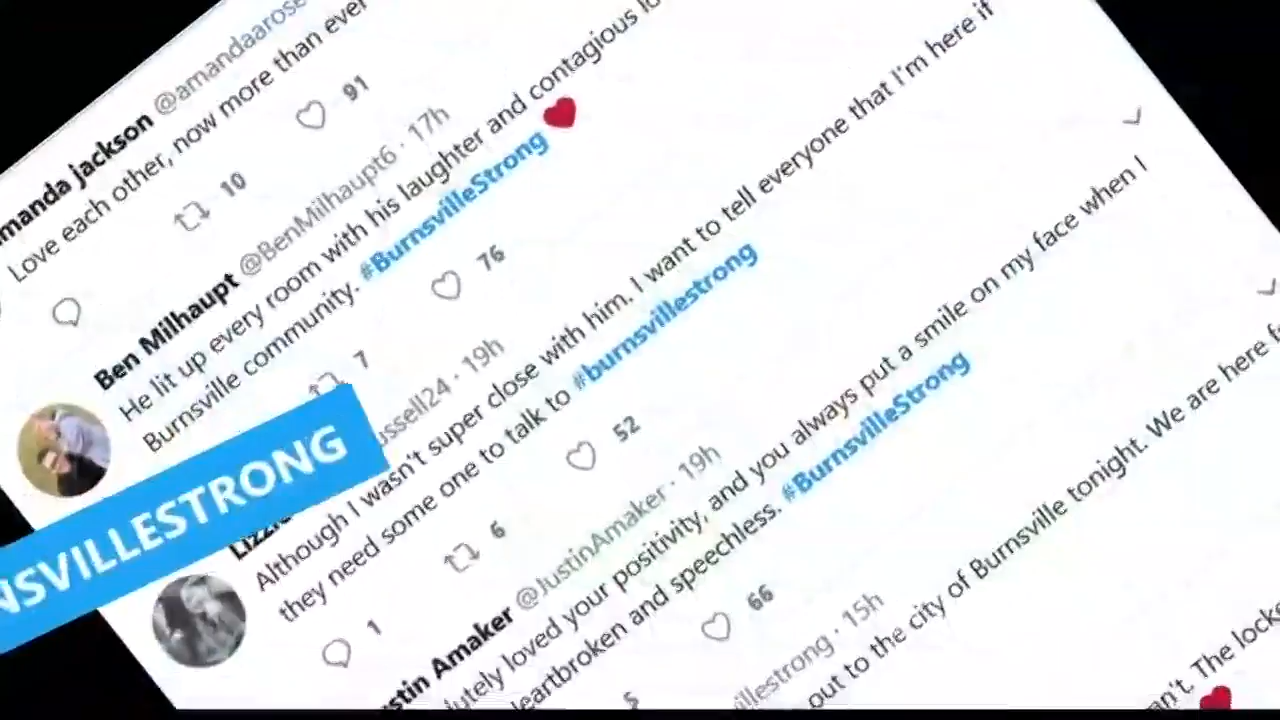 amanda jackson @amandaarose
Love each other, now more than ever
10 91
Ben Milhaupt @BenMilhaupt6 · 17h
He lit up every room with his laughter and contagious
Burnsville community. #BurnsvilleStrong
7 76
19h
Although I wasn't super close with him. I want to tell everyone that I'm here if
they need some one to talk to #burnsvillestrong
1 6 52
NSVILLESTRONG
Justin Amaker @JustinAmaker · 19h
loved your positivity, and you always put a smile on my face when I
heartbroken and speechless. #BurnsvilleStrong
5 66
15h
out to the city of Burnsville tonight. We are here
The